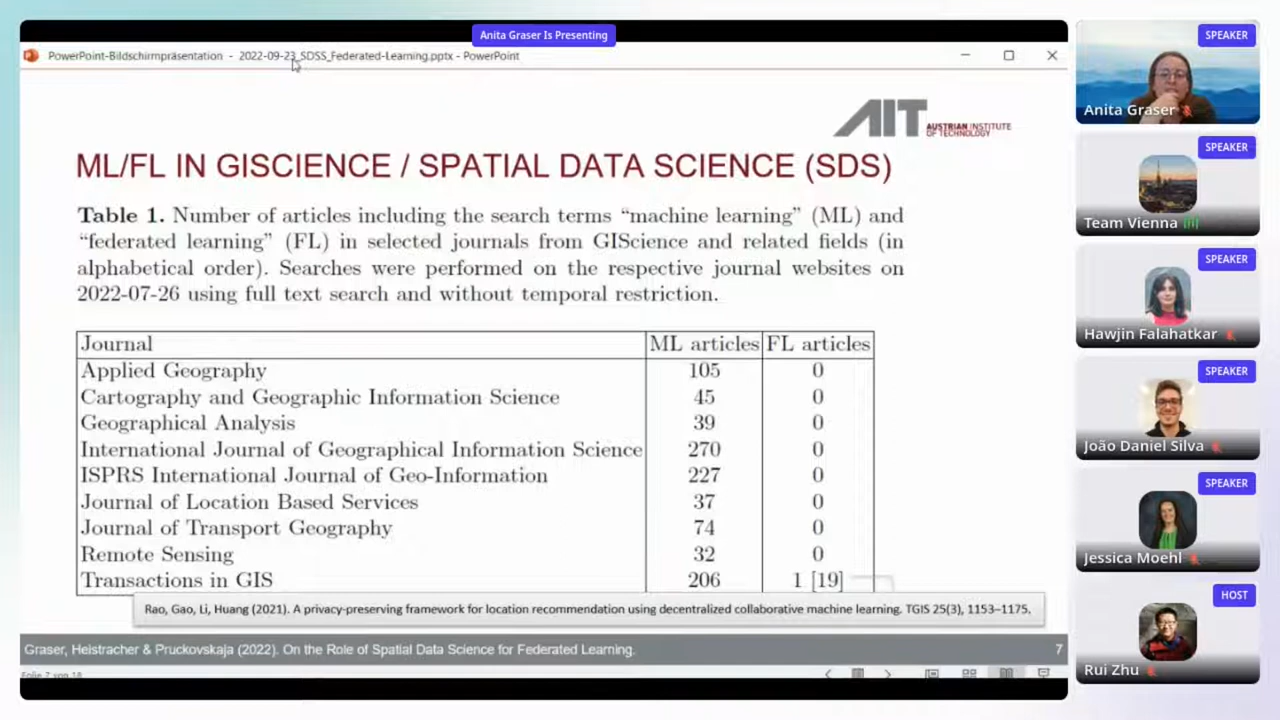 Anita Graser Is Presenting
PowerPoint-Bildschirmpräsentation - 2022-09-23_SDSS_Federated-Learning.pptx - PowerPoint
AIT
AUSTRIAN INSTITUTE
OF TECHNOLOGY
ML/FL IN GISCIENCE / SPATIAL DATA SCIENCE (SDS)
Table 1. Number of articles including the search terms “machine learning” (ML) and
“federated learning” (FL) in selected journals from GIScience and related fields (in
alphabetical order). Searches were performed on the respective journal websites on
2022-07-26 using full text search and without temporal restriction.
Journal ML articles FL articles
Applied Geography 105 0
Cartography and Geographic Information Science 45 0
Geographical Analysis 39 0
International Journal of Geographical Information Science 270 0
ISPRS International Journal of Geo-Information 227 0
Journal of Location Based Services 37 0
Journal of Transport Geography 74 0
Remote Sensing 32 0
Transactions in GIS 206 1 [19]
Rao, Gao, Li, Huang (2021). A privacy-preserving framework for location recommendation using decentralized collaborative machine learning. TGIS 25(3), 1153–1175.
Graser, Heistracher & Pruckovskaja (2022). On the Role of Spatial Data Science for Federated Learning. 7
Folie 7 von 18
SPEAKER
Anita Graser
SPEAKER
Team Vienna
SPEAKER
Hawjin Falahatkar
SPEAKER
João Daniel Silva
SPEAKER
Jessica Moehl
HOST
Rui Zhu